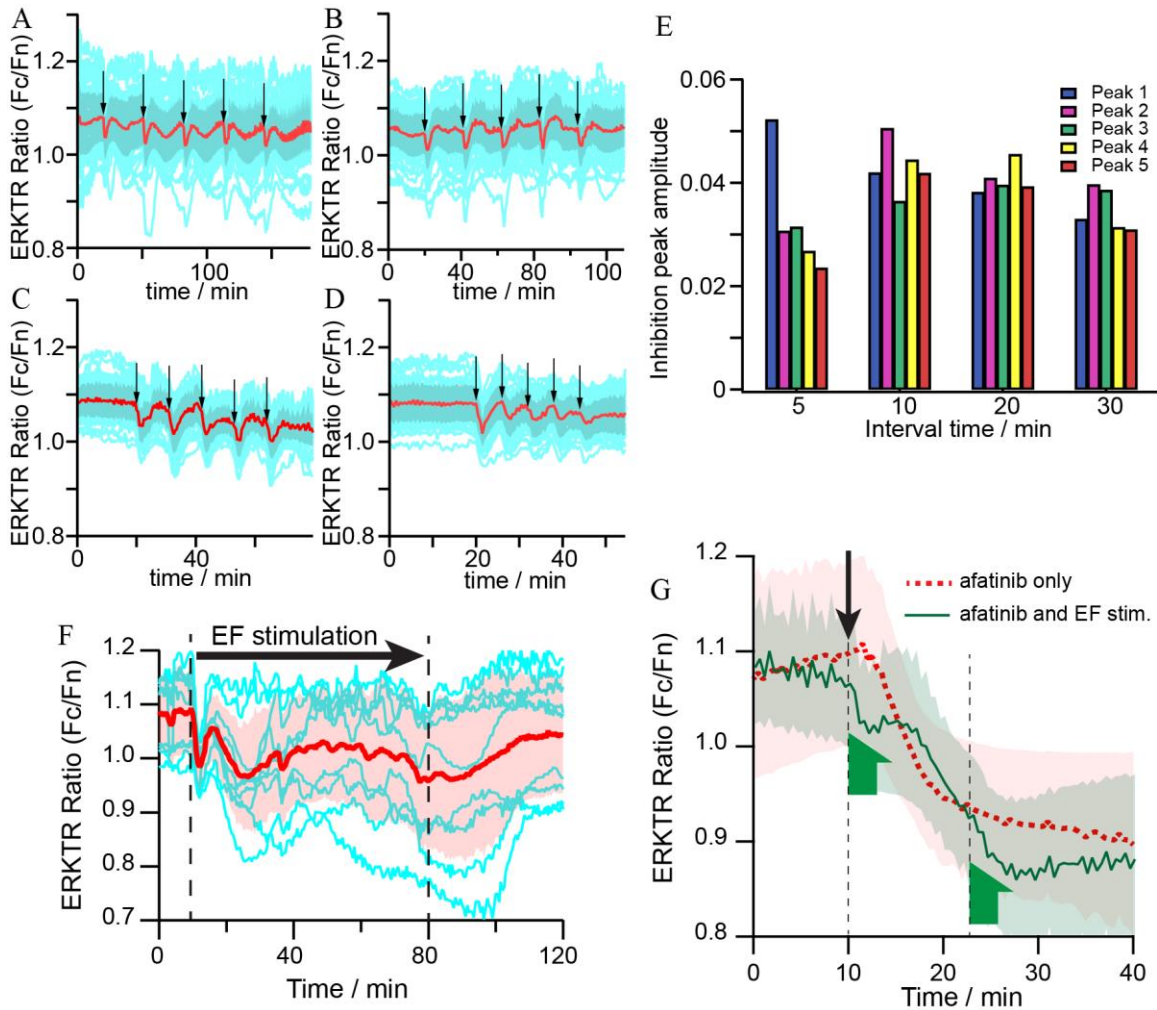 A
ERKTR Ratio (Fc/Fn)
1.2
1.0
0.8
0
100
time / min
B
ERKTR Ratio (Fc/Fn)
1.2
1.0
0.8
0
20
40
60
80
100
time / min
C
ERKTR Ratio (Fc/Fn)
1.2
1.0
0.8
0
40
time / min
D
ERKTR Ratio (Fc/Fn)
1.2
1.0
0.8
0
20
40
time / min
E
Inhibition peak amplitude
0.06
0.04
0.02
0
Peak 1
Peak 2
Peak 3
Peak 4
Peak 5
5
10
20
30
Interval time / min
F
EF stimulation
ERKTR Ratio (Fc/Fn)
1.2
1.1
1.0
0.9
0.8
0.7
0
40
80
120
Time / min
G
afatinib only
afatinib and EF stim.
ERKTR Ratio (Fc/Fn)
1.2
1.1
1.0
0.9
0.8
0
10
20
30
40
Time / min